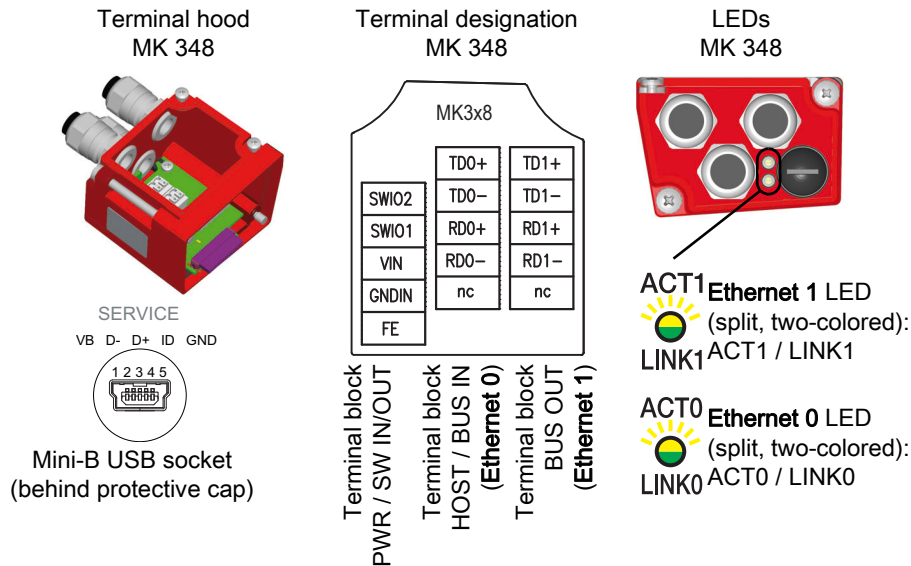 Terminal hood
MK 348
SERVICE
VB D- D+ ID GND
1 2 3 4 5
Mini-B USB socket
(behind protective cap)
Terminal designation
MK 348
MK3x8
SWIO2
SWIO1
VIN
GNDIN
FE
TD0+
TD0-
RD0+
RD0-
nc
TD1+
TD1-
RD1+
RD1-
nc
Terminal block
PWR / SW IN/OUT
Terminal block
HOST / BUS IN
(Ethernet 0)
Terminal block
BUS OUT
(Ethernet 1)
LEDs
MK 348
ACT1
LINK1
Ethernet 1 LED
(split, two-colored):
ACT1 / LINK1
ACT0
LINK0
Ethernet 0 LED
(split, two-colored):
ACT0 / LINK0